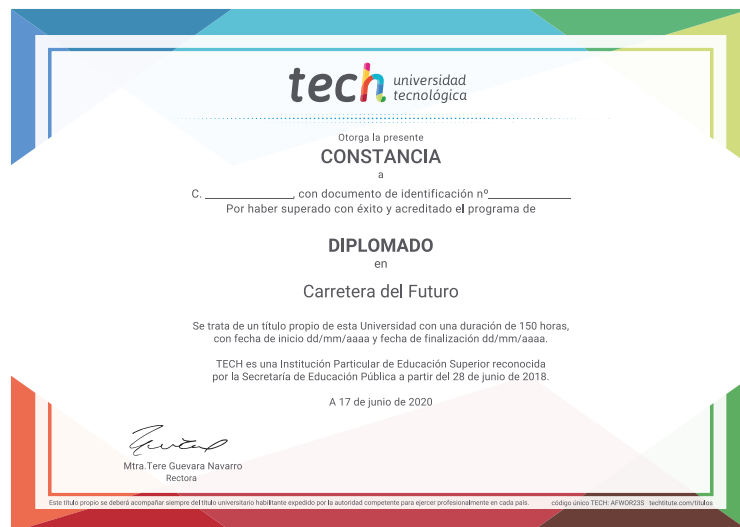 tech universidad
tecnológica
Otorga la presente
CONSTANCIA
a
C. ______________, con documento de identificación nº______________
Por haber superado con éxito y acreditado el programa de
DIPLOMADO
en
Carretera del Futuro
Se trata de un título propio de esta Universidad con una duración de 150 horas,
con fecha de inicio dd/mm/aaaa y fecha de finalización dd/mm/aaaa.
TECH es una Institución Particular de Educación Superior reconocida
por la Secretaría de Educación Pública a partir del 28 de junio de 2018.
A 17 de junio de 2020
Mtra.Tere Guevara Navarro
Rectora
Este título propio se deberá acompañar siempre del título universitario habilitante expedido por la autoridad competente para ejercer profesionalmente en cada país. código único TECH: AFWOR23S techtitute.com/títulos